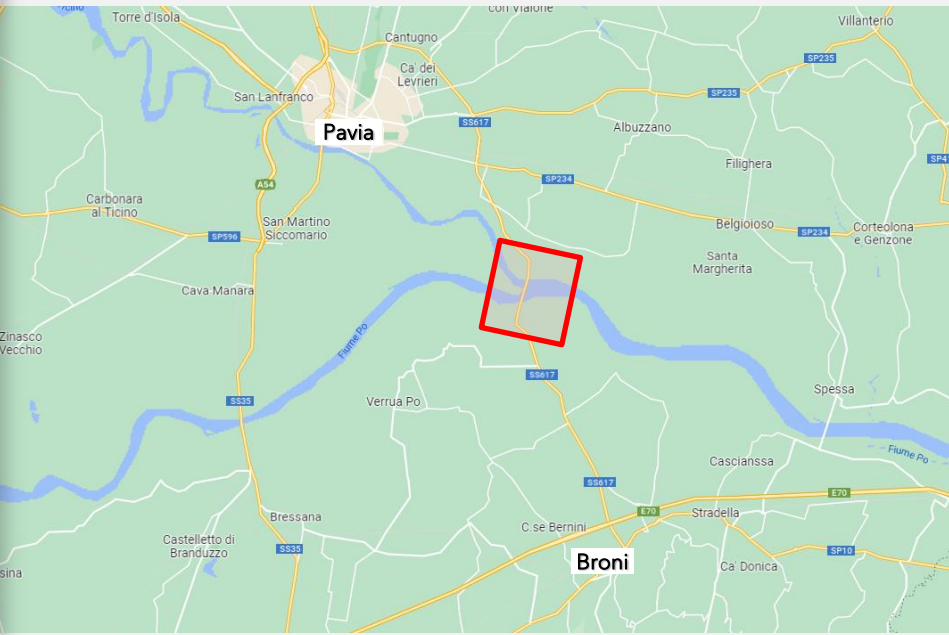 Ticino
Torre d'Isola
con Vialone
Villanterio
Cantugno
SP235
Ca' dei
Levrieri
SP235
San Lanfranco
SS617
Pavia
Albuzzano
SP234
Filighera
A54
Carbonara
al Ticino
San Martino
Siccomario
Belgioioso
SP234
Corteolona
e Genzone
SP596
Santa
Margherita
Cava Manara
Zinasco
Vecchio
Fiume Po
SS617
Spessa
SS35
Verrua Po
Fiume Po
Cascianssa
SS617
E70
E70
Stradella
Bressana
C.se Bernini
Castelletto di
Branduzzo
SS35
SP10
Broni
Ca' Donica